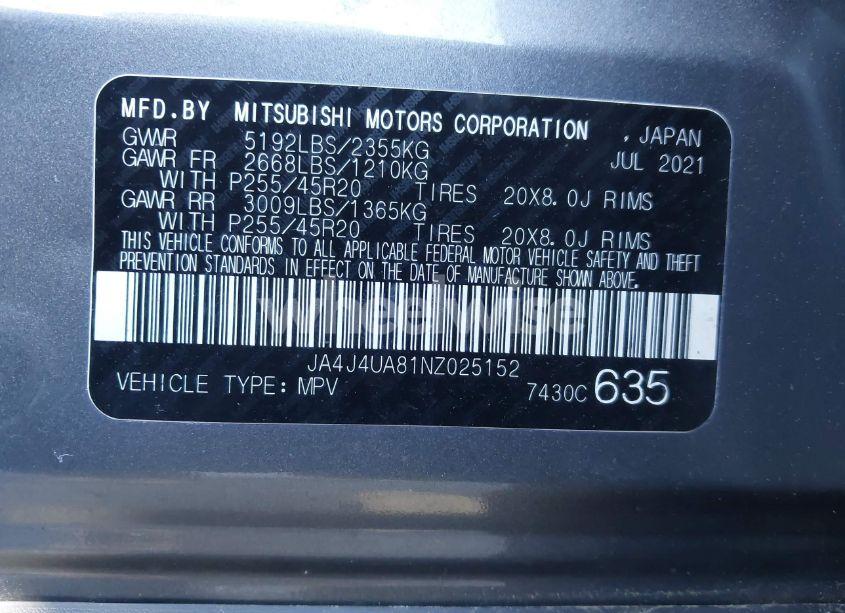 MFD.BY MITSUBISHI MOTORS CORPORATION , JAPAN
GVWR 5192LBS/2355KG JUL 2021
GAWR FR 2668LBS/1210KG
WITH P255/45R20 TIRES 20X8.0J RIMS
GAWR RR 3009LBS/1365KG
WITH P255/45R20 TIRES 20X8.0J RIMS
THIS VEHICLE CONFORMS TO ALL APPLICABLE FEDERAL MOTOR VEHICLE SAFETY AND THEFT
PREVENTION STANDARDS IN EFFECT ON THE DATE OF MANUFACTURE SHOWN ABOVE.
wheelwise
JA4J4UA81NZ025152
VEHICLE TYPE: MPV 7430C 635